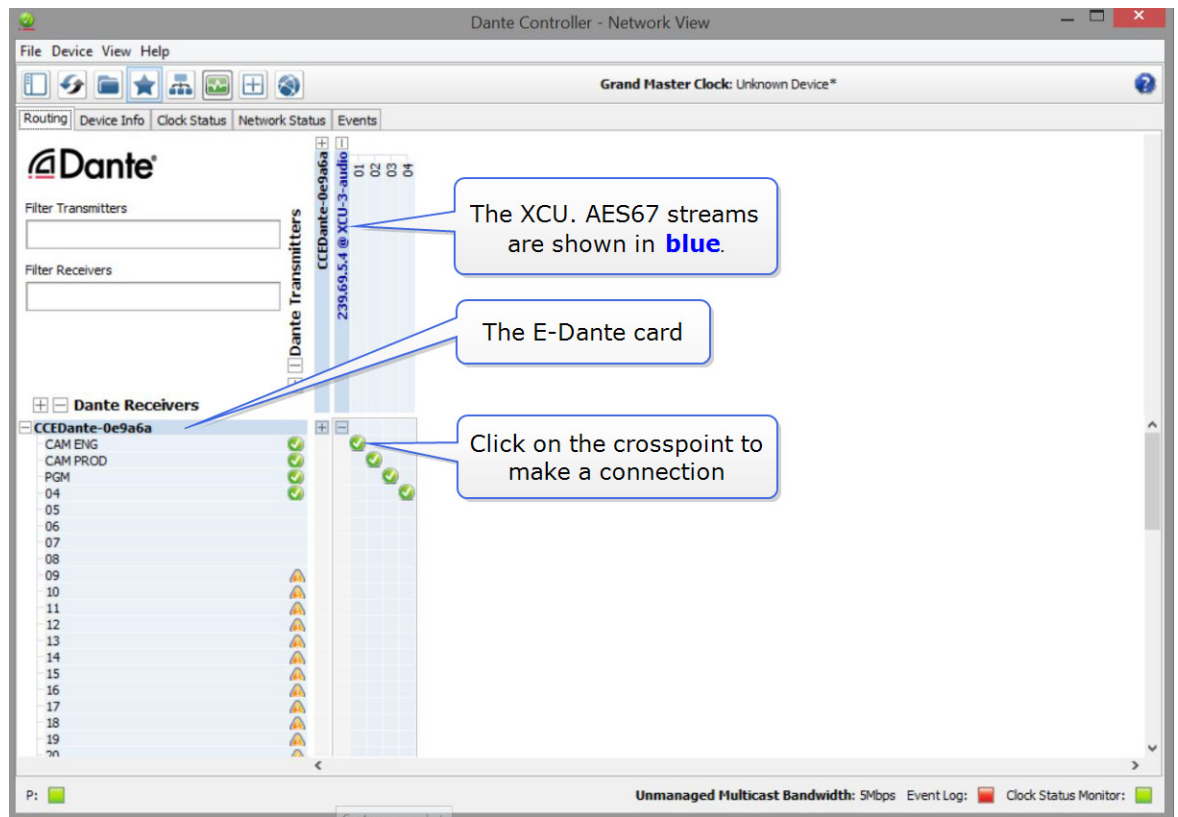 Dante Controller - Network View
File Device View Help
Grand Master Clock: Unknown Device*
Routing Device Info Clock Status Network Status Events
Dante
Filter Transmitters
Filter Receivers
Dante Transmitters
CCEDante-0e9a6a
239.69.5.4 @ XCU-3-audio
01
02
03
04
The XCU. AES67 streams
are shown in blue.
The E-Dante card
Dante Receivers
CCEDante-0e9a6a
CAM ENG
CAM PROD
PGM
04
05
06
07
08
09
10
11
12
13
14
15
16
17
18
19
20
Click on the crosspoint to
make a connection
P:
Unmanaged Multicast Bandwidth: 5Mbps Event Log: Clock Status Monitor: